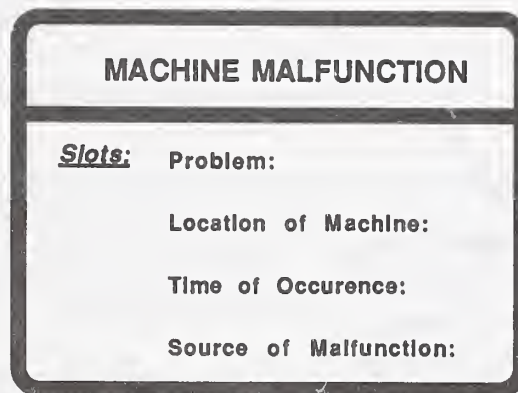 MACHINE MALFUNCTION
Slots: Problem:
Location of Machine:
Time of Occurence:
Source of Malfunction: